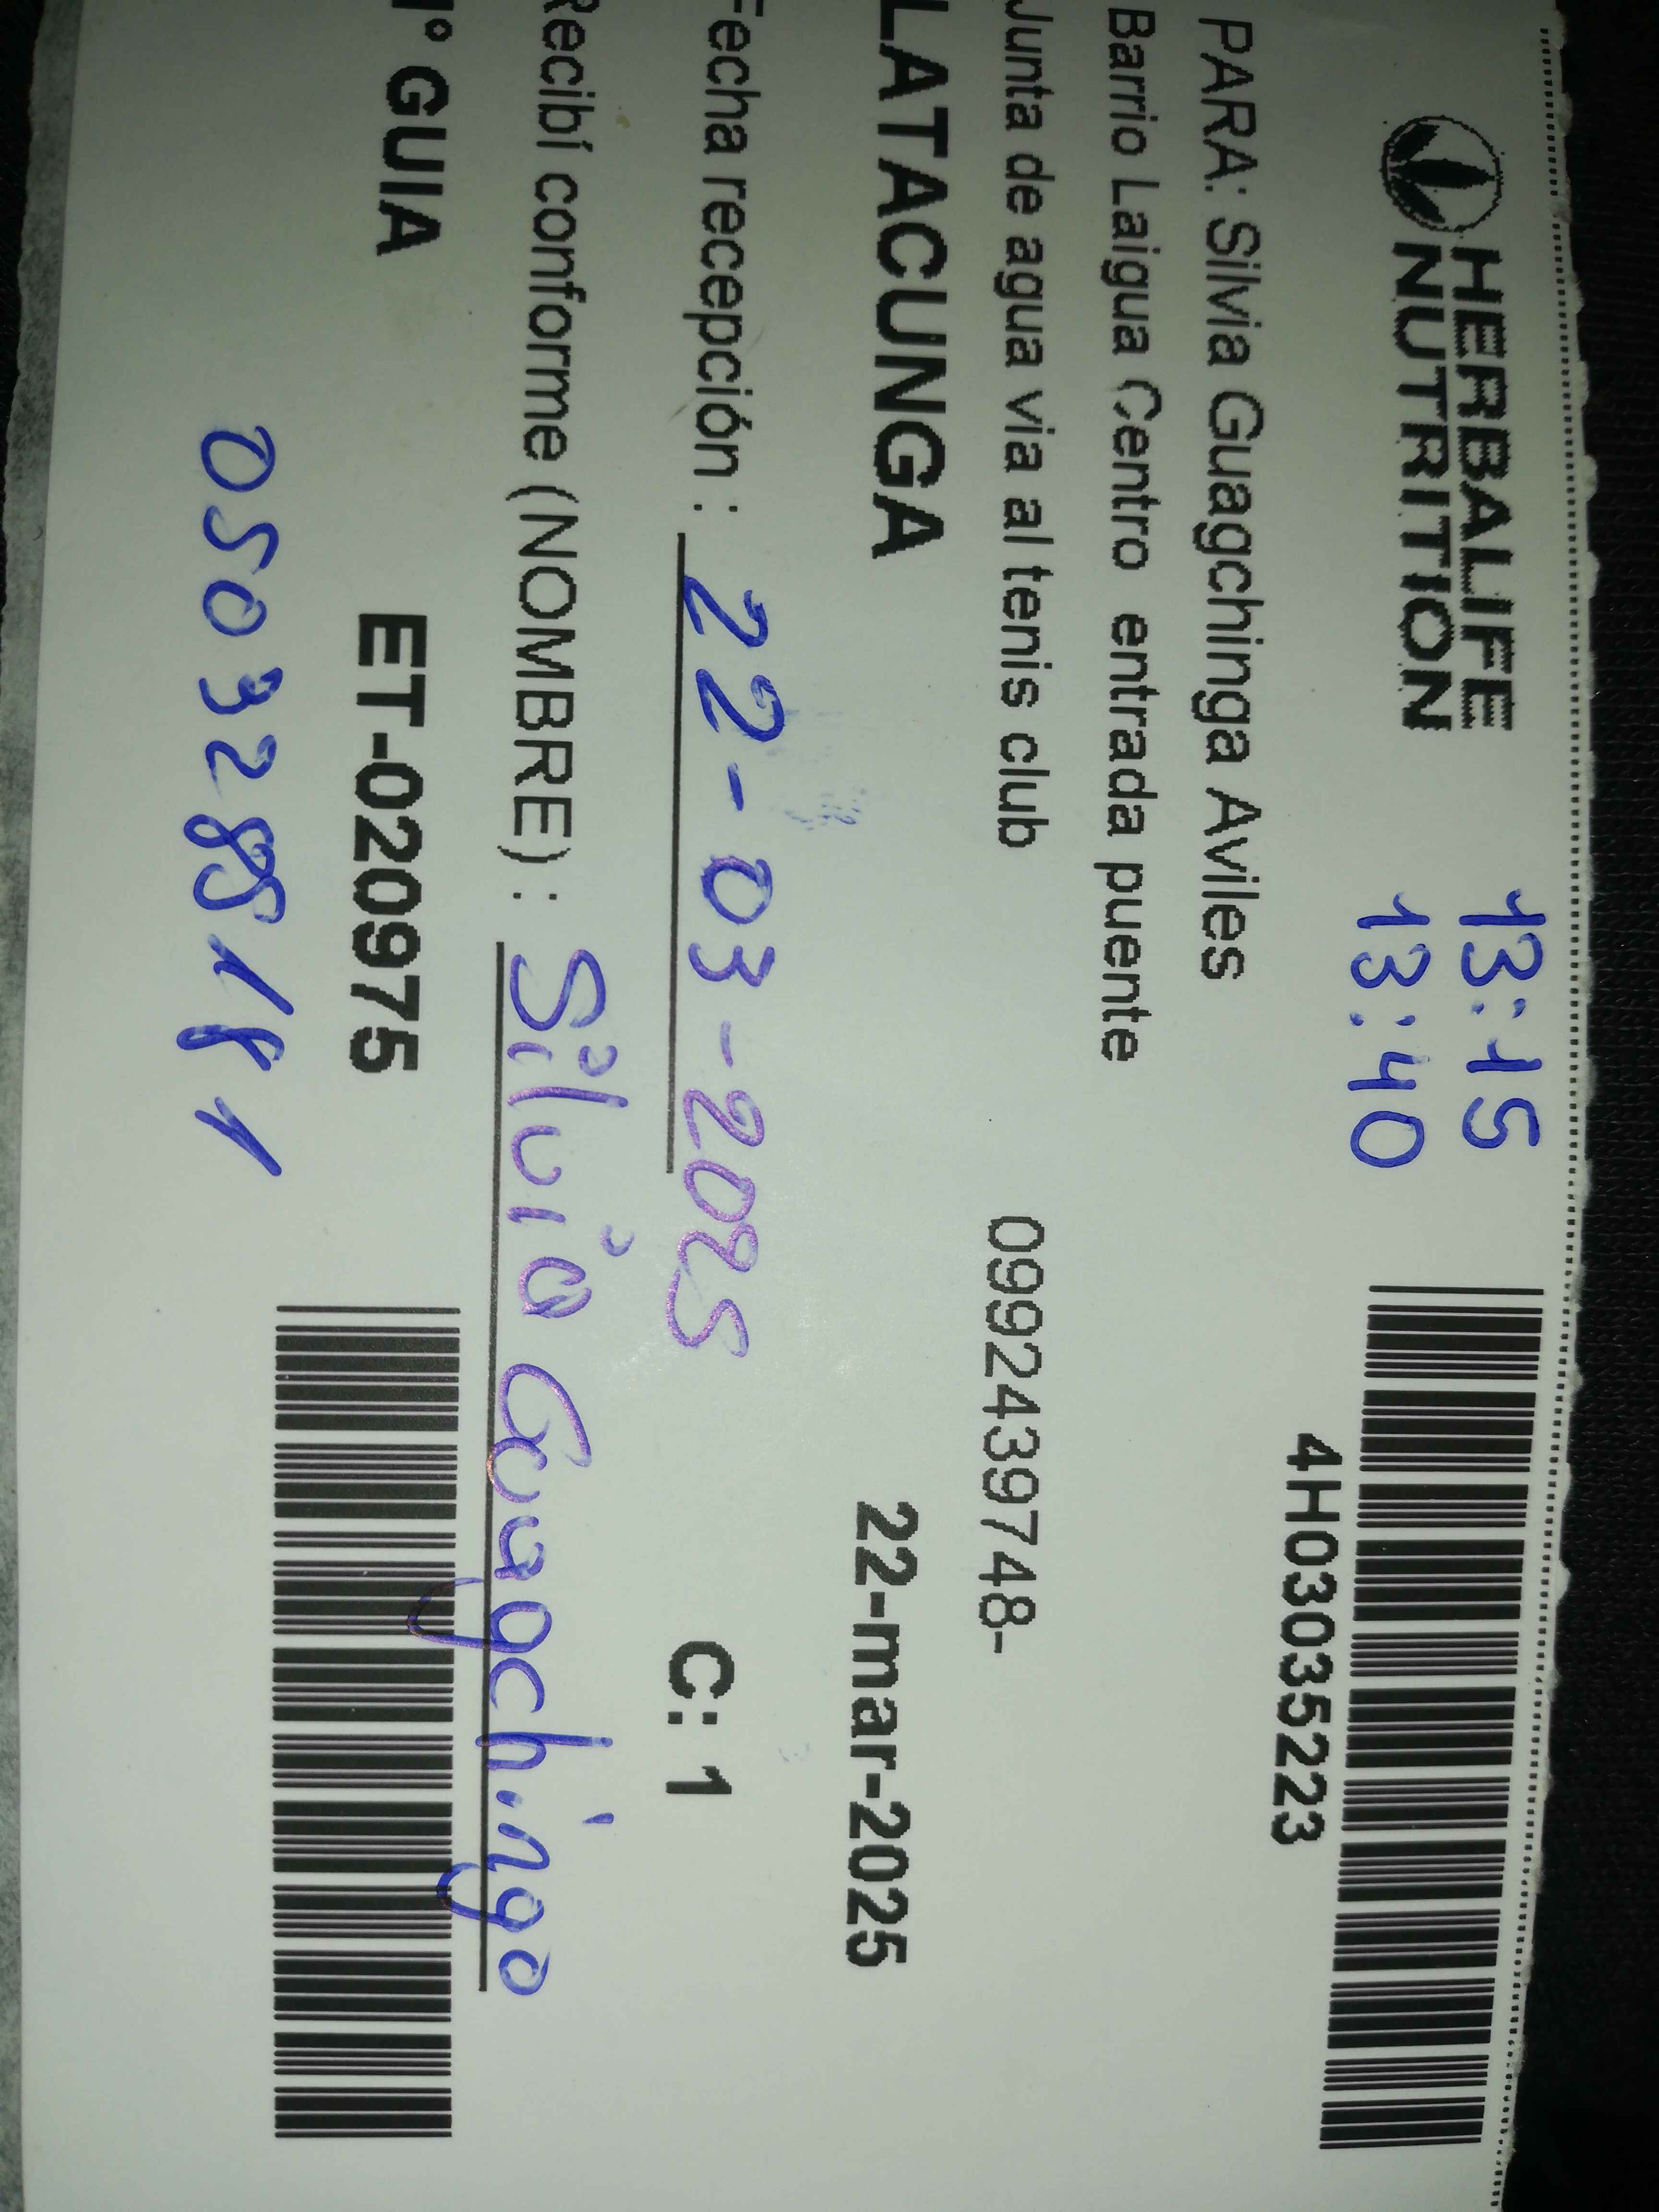 HERBALIFE
NUTRITION
13:15
13:40
4H03035223
PARA: Silvia Guagchinga Aviles
Barrio Laigua Centro entrada puente
Junta de agua via al tenis club 0992439748-
LATACUNGA 22-mar-2025
Fecha recepción : 22-03-2025 C: 1
Recibí conforme (NOMBRE) : Silvia Guagchinga
N° GUIA ET-020975